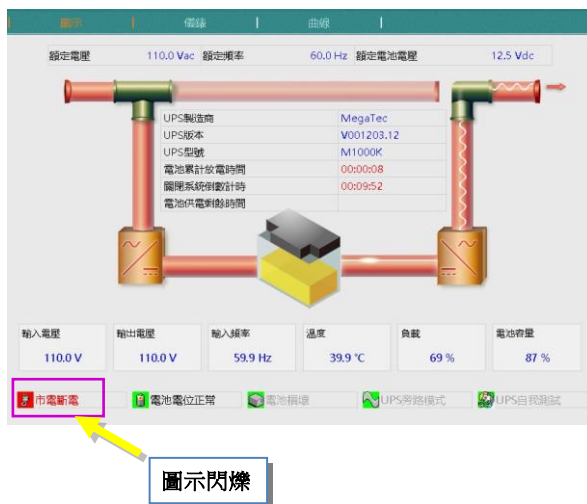 圖示 儀錶 曲線
額定電壓 110.0 Vac 額定頻率 60.0 Hz 額定電池電壓 12.5 Vdc
UPS製造商 MegaTec
UPS版本 V001203.12
UPS型號 M1000K
電池累計放電時間 00:00:08
關閉系統倒數計時 00:09:52
電池供電剩餘時間
輸入電壓 輸出電壓 輸入頻率 溫度 負載 電池容量
110.0 V 110.0 V 59.9 Hz 39.9 °C 69 % 87 %
市電斷電 電池電位正常 電池損壞 UPS旁路模式 UPS自我測試
圖示閃爍